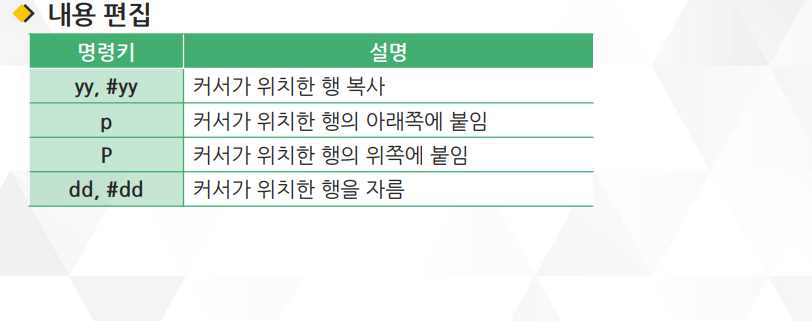 내용 편집
명령키 설명
yy, #yy 커서가 위치한 행 복사
p 커서가 위치한 행의 아래쪽에 붙임
P 커서가 위치한 행의 위쪽에 붙임
dd, #dd 커서가 위치한 행을 자름